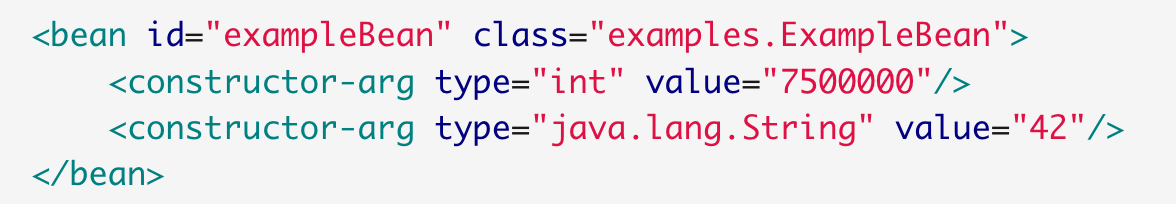 <bean id="exampleBean" class="examples.ExampleBean">
    <constructor-arg type="int" value="7500000"/>
    <constructor-arg type="java.lang.String" value="42"/>
</bean>